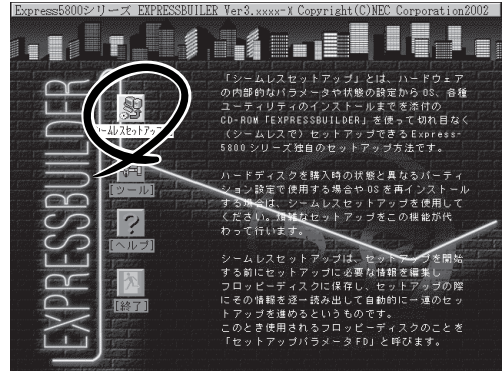 Express5800シリーズ EXPRESSBUILER Ver3.xxxx-X Copyright(C)NEC Corporation2002
EXPRESSBUILDER
ームレスセットアップ
[ツール]
[ヘルプ]
[終了]
「シームレスセットアップ」とは、ハードウェア
の内部的なパラメータや状態の設定から OS、各種
ユーティリティのインストールまでを添付の
CD-ROM「EXPRESSBUILDER」を使って切れ目なく
(シームレスで) セットアップできる Express-
5800 シリーズ独自のセットアップ方法です。
ハードディスクを購入時の状態と異なるパーティ
ション設定で使用する場合や OS を再インストール
する場合は、シームレスセットアップを使用して
ください。煩雑なセットアップをこの機能が代
わって行います。
シームレスセットアップは、セットアップを開始
する前にセットアップに必要な情報を編集し
フロッピーディスクに保存し、セットアップの際
にその情報を逐一読み出して自動的に一連のセッ
トアップを進めるというものです。
このとき使用されるフロッピーディスクのことを
「セットアップパラメータ FD」と呼びます。